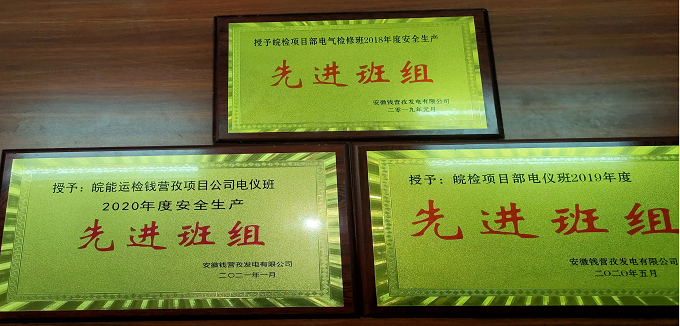 授予皖检项目部电气检修班2018年度安全生产
先进班组
安徽钱营孜发电有限公司
二零一九年元月
授予：皖能运检钱营孜项目公司电仪班
2020年度安全生产
先进班组
安徽钱营孜发电有限公司
二〇二一年一月
授予：皖检项目部电仪班2019年度
先进班组
安徽钱营孜发电有限公司
二〇二〇年五月